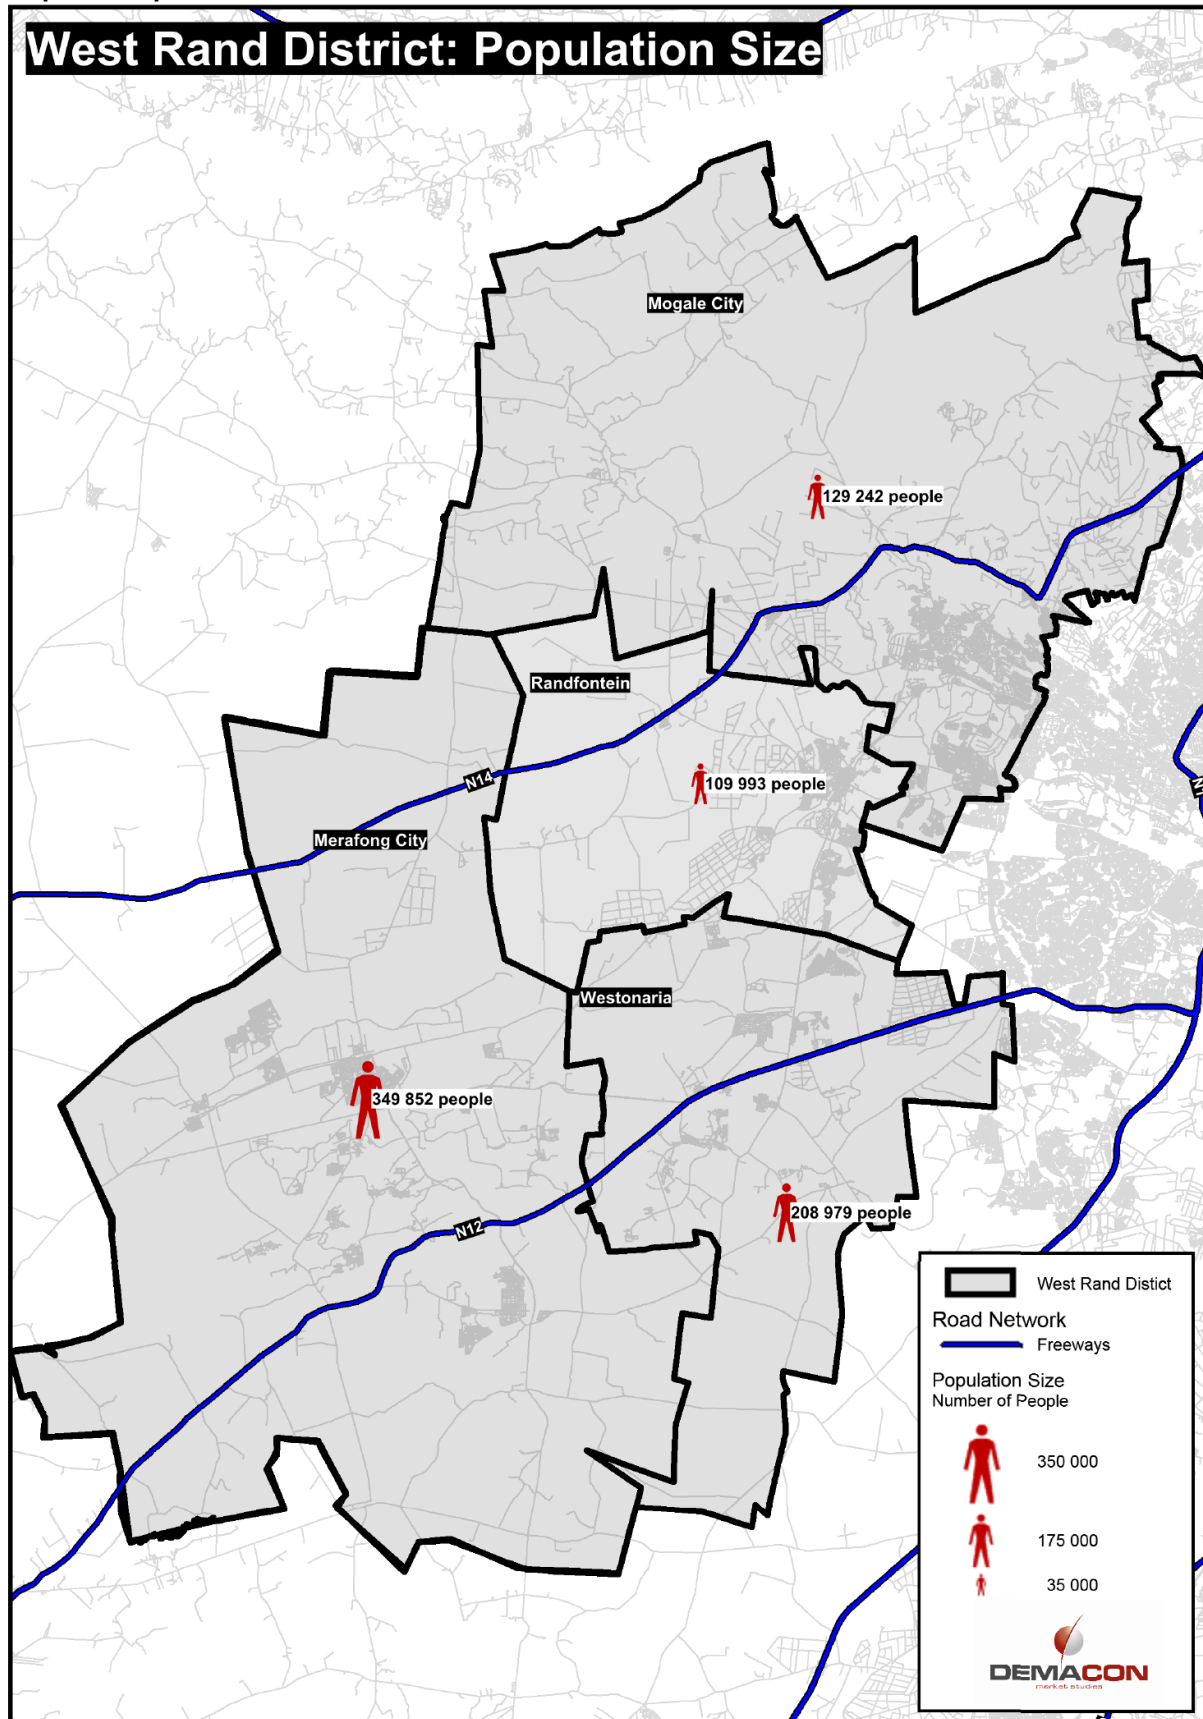 West Rand District: Population Size
Mogale City
129 242 people
Randfontein
109 993 people
N14
Merafong City
Westonaria
349 852 people
208 979 people
N12
West Rand Distict
Road Network
Freeways
Population Size
Number of People
350 000
175 000
35 000
DEMACON
market studies